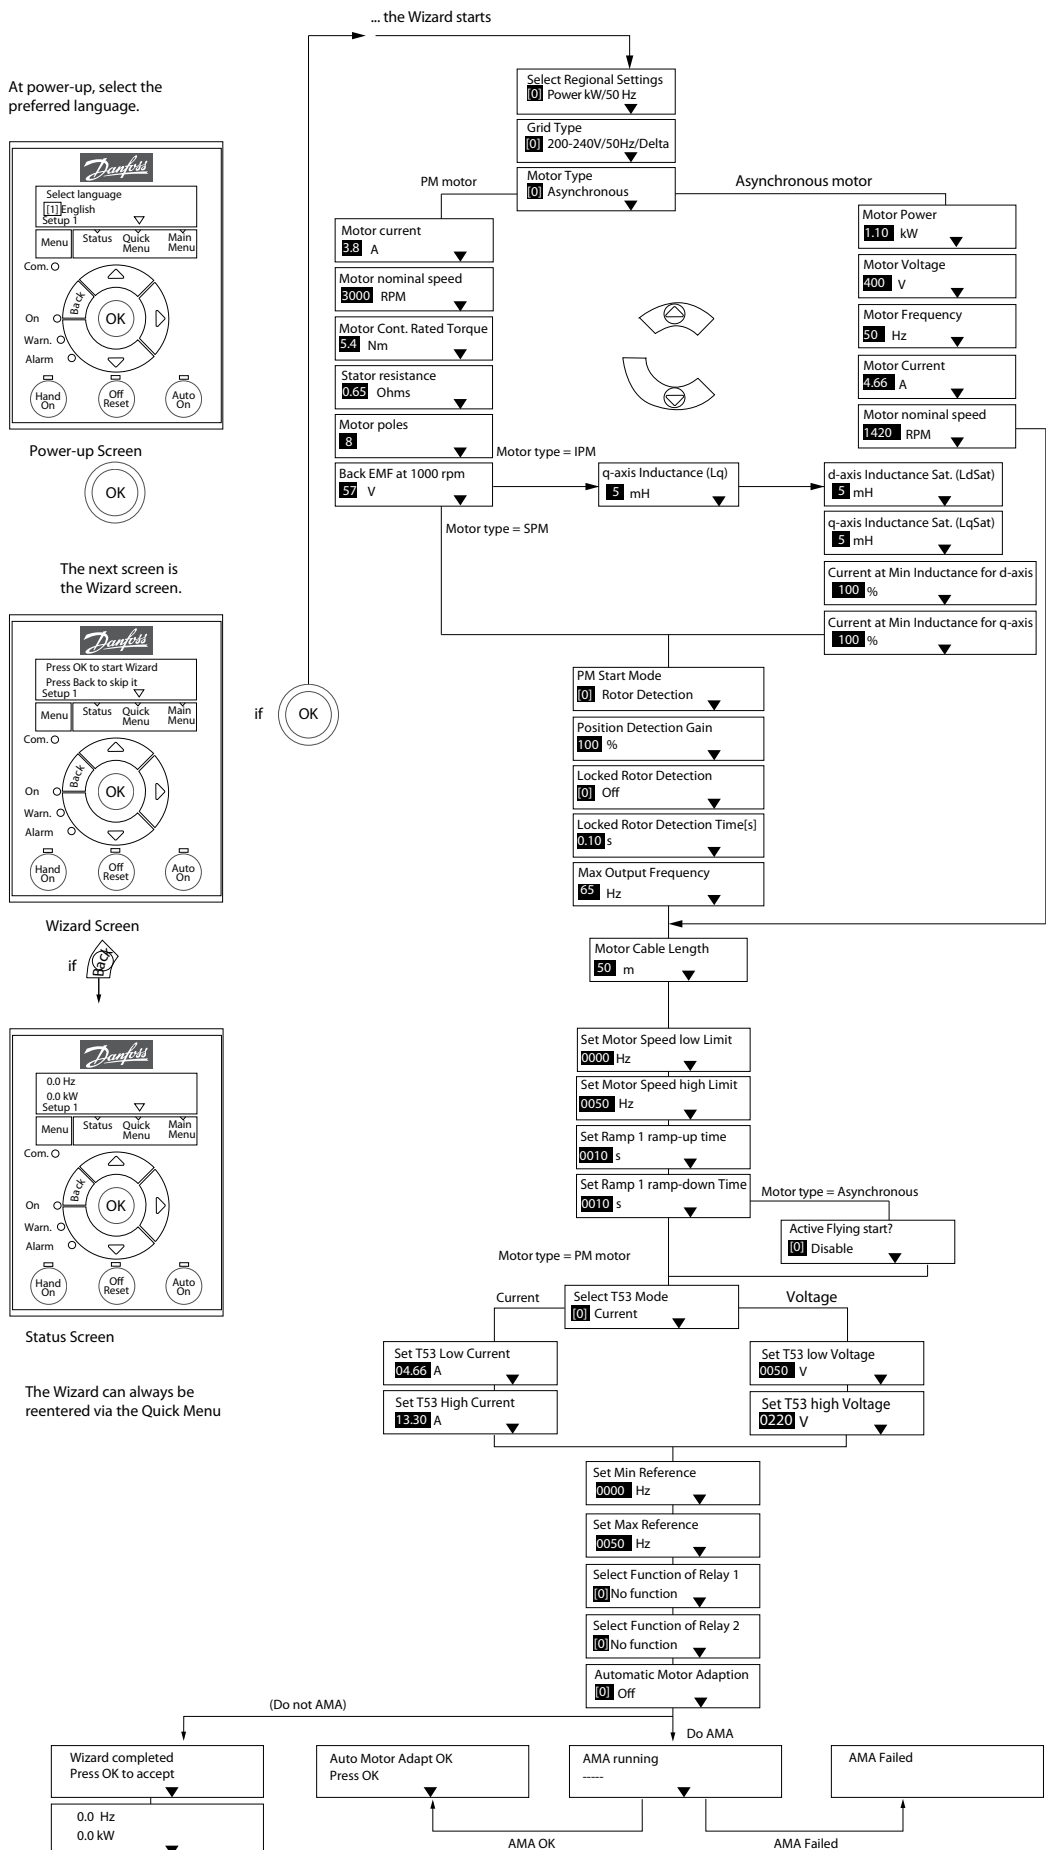 ... the Wizard starts
At power-up, select the
preferred language.
Danfoss
Select language
[1] English
Setup 1
Menu
Status
Quick
Menu
Main
Menu
Com.
Back
OK
On
Warn.
Alarm
Hand
On
Off
Reset
Auto
On
Power-up Screen
OK
The next screen is
the Wizard screen.
Danfoss
Press OK to start Wizard
Press Back to skip it
Setup 1
Menu
Status
Quick
Menu
Main
Menu
Com.
Back
OK
On
Warn.
Alarm
Hand
On
Off
Reset
Auto
On
Wizard Screen
if
Back
if
OK
Danfoss
0.0 Hz
0.0 kW
Setup 1
Menu
Status
Quick
Menu
Main
Menu
Com.
Back
OK
On
Warn.
Alarm
Hand
On
Off
Reset
Auto
On
Status Screen
The Wizard can always be
reentered via the Quick Menu
Select Regional Settings
[0] Power kW/50 Hz
Grid Type
[0] 200-240V/50Hz/Delta
Motor Type
[0] Asynchronous
PM motor
Asynchronous motor
Motor current
3.8 A
Motor nominal speed
3000 RPM
Motor Cont. Rated Torque
5.4 Nm
Stator resistance
0.65 Ohms
Motor poles
8
Back EMF at 1000 rpm
57 V
Motor Power
1.10 kW
Motor Voltage
400 V
Motor Frequency
50 Hz
Motor Current
4.66 A
Motor nominal speed
1420 RPM
Motor type = IPM
q-axis Inductance (Lq)
5 mH
d-axis Inductance Sat. (LdSat)
5 mH
q-axis Inductance Sat. (LqSat)
5 mH
Current at Min Inductance for d-axis
100 %
Current at Min Inductance for q-axis
100 %
Motor type = SPM
PM Start Mode
[0] Rotor Detection
Position Detection Gain
100 %
Locked Rotor Detection
[0] Off
Locked Rotor Detection Time[s]
0.10 s
Max Output Frequency
65 Hz
Motor Cable Length
50 m
Set Motor Speed low Limit
0000 Hz
Set Motor Speed high Limit
0050 Hz
Set Ramp 1 ramp-up time
0010 s
Set Ramp 1 ramp-down Time
0010 s
Motor type = Asynchronous
Active Flying start?
[0] Disable
Motor type = PM motor
Select T53 Mode
[0] Current
Current
Voltage
Set T53 Low Current
04.66 A
Set T53 High Current
13.30 A
Set T53 low Voltage
0050 V
Set T53 high Voltage
0220 V
Set Min Reference
0000 Hz
Set Max Reference
0050 Hz
Select Function of Relay 1
[0] No function
Select Function of Relay 2
[0] No function
Automatic Motor Adaption
[0] Off
(Do not AMA)
Do AMA
Wizard completed
Press OK to accept
0.0 Hz
0.0 kW
Auto Motor Adapt OK
Press OK
AMA running
-----
AMA Failed
AMA OK
AMA Failed